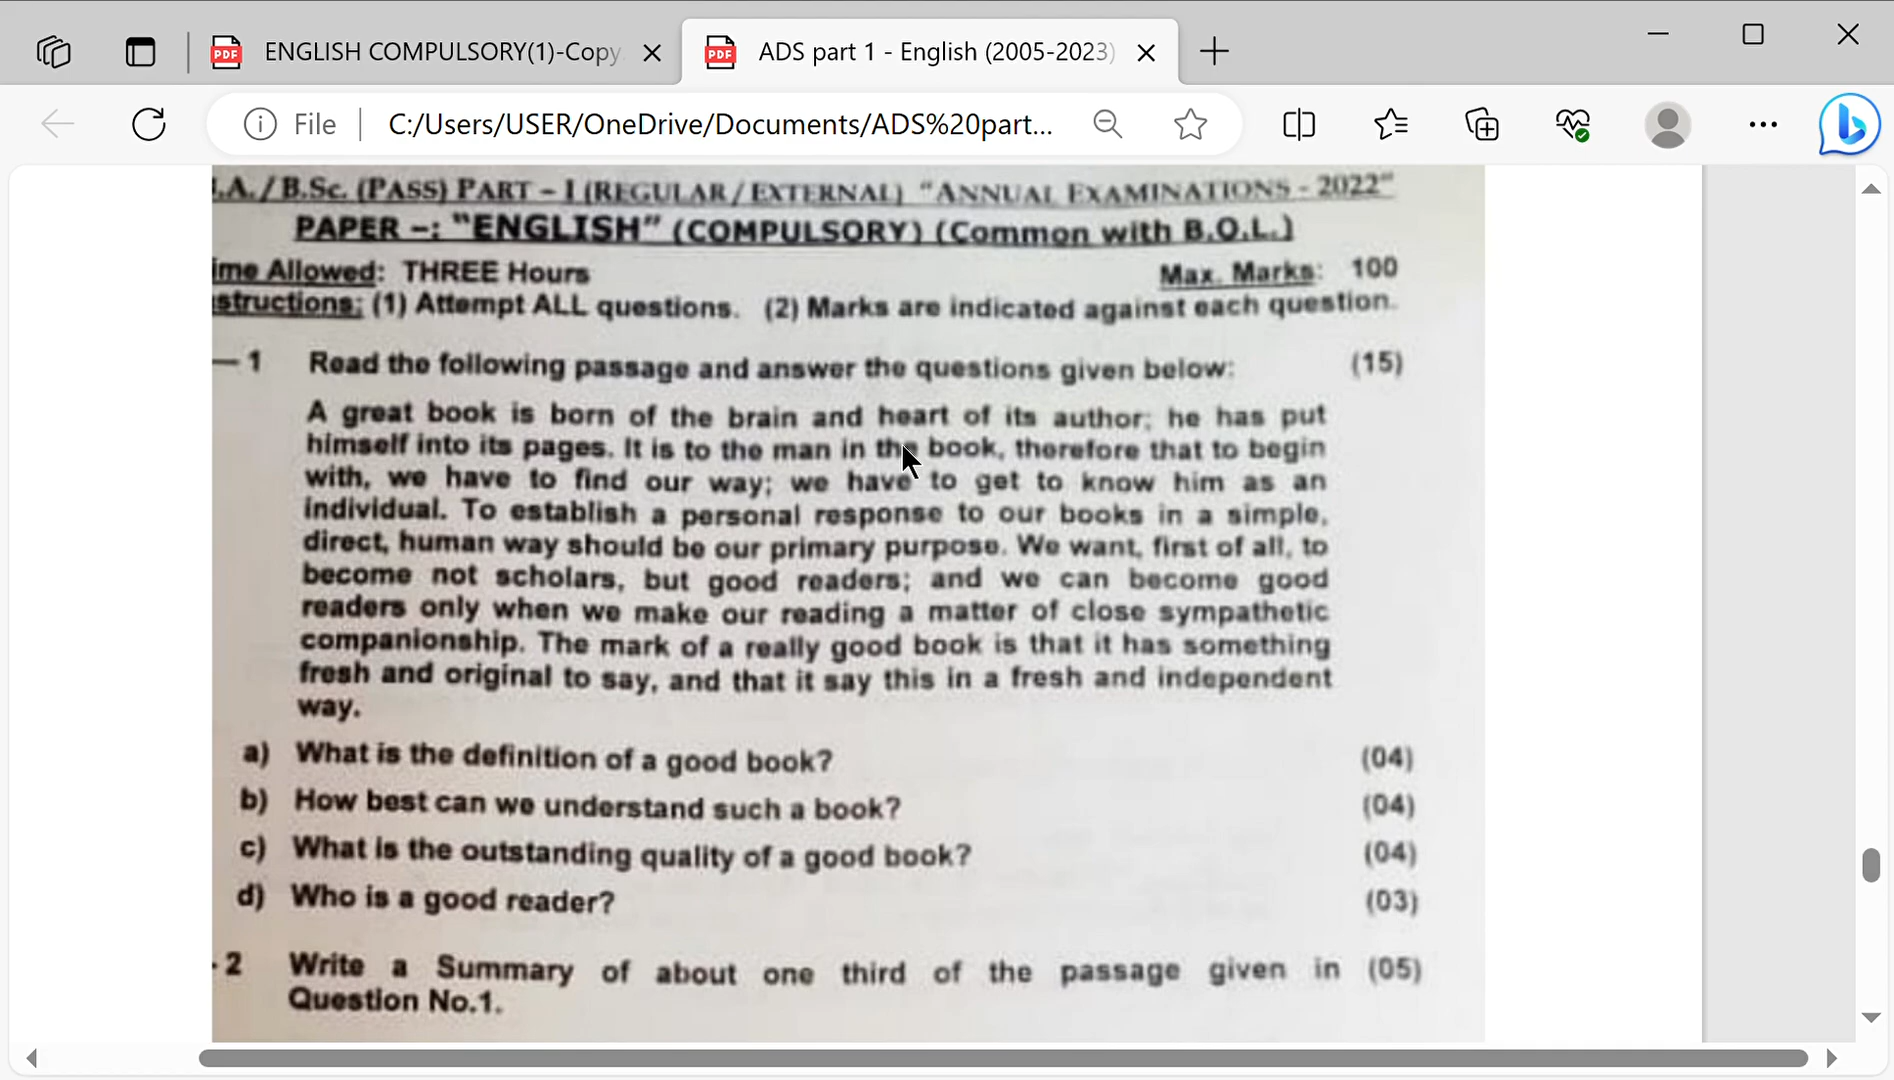 ENGLISH COMPULSORY(1)-Copy
ADS part 1 - English (2005-2023)
File
C:/Users/USER/OneDrive/Documents/ADS%20part...
.A./B.Sc. (PASS) PART – I (REGULAR/EXTERNAL) "ANNUAL EXAMINATIONS - 2022"
PAPER –: "ENGLISH" (COMPULSORY) (Common with B.O.L.)
ime Allowed: THREE Hours Max. Marks: 100
structions: (1) Attempt ALL questions. (2) Marks are indicated against each question.
— 1 Read the following passage and answer the questions given below: (15)
A great book is born of the brain and heart of its author; he has put
himself into its pages. It is to the man in the book, therefore that to begin
with, we have to find our way; we have to get to know him as an
individual. To establish a personal response to our books in a simple,
direct, human way should be our primary purpose. We want, first of all, to
become not scholars, but good readers; and we can become good
readers only when we make our reading a matter of close sympathetic
companionship. The mark of a really good book is that it has something
fresh and original to say, and that it say this in a fresh and independent
way.
a) What is the definition of a good book? (04)
b) How best can we understand such a book? (04)
c) What is the outstanding quality of a good book? (04)
d) Who is a good reader? (03)
- 2 Write a Summary of about one third of the passage given in (05)
Question No.1.